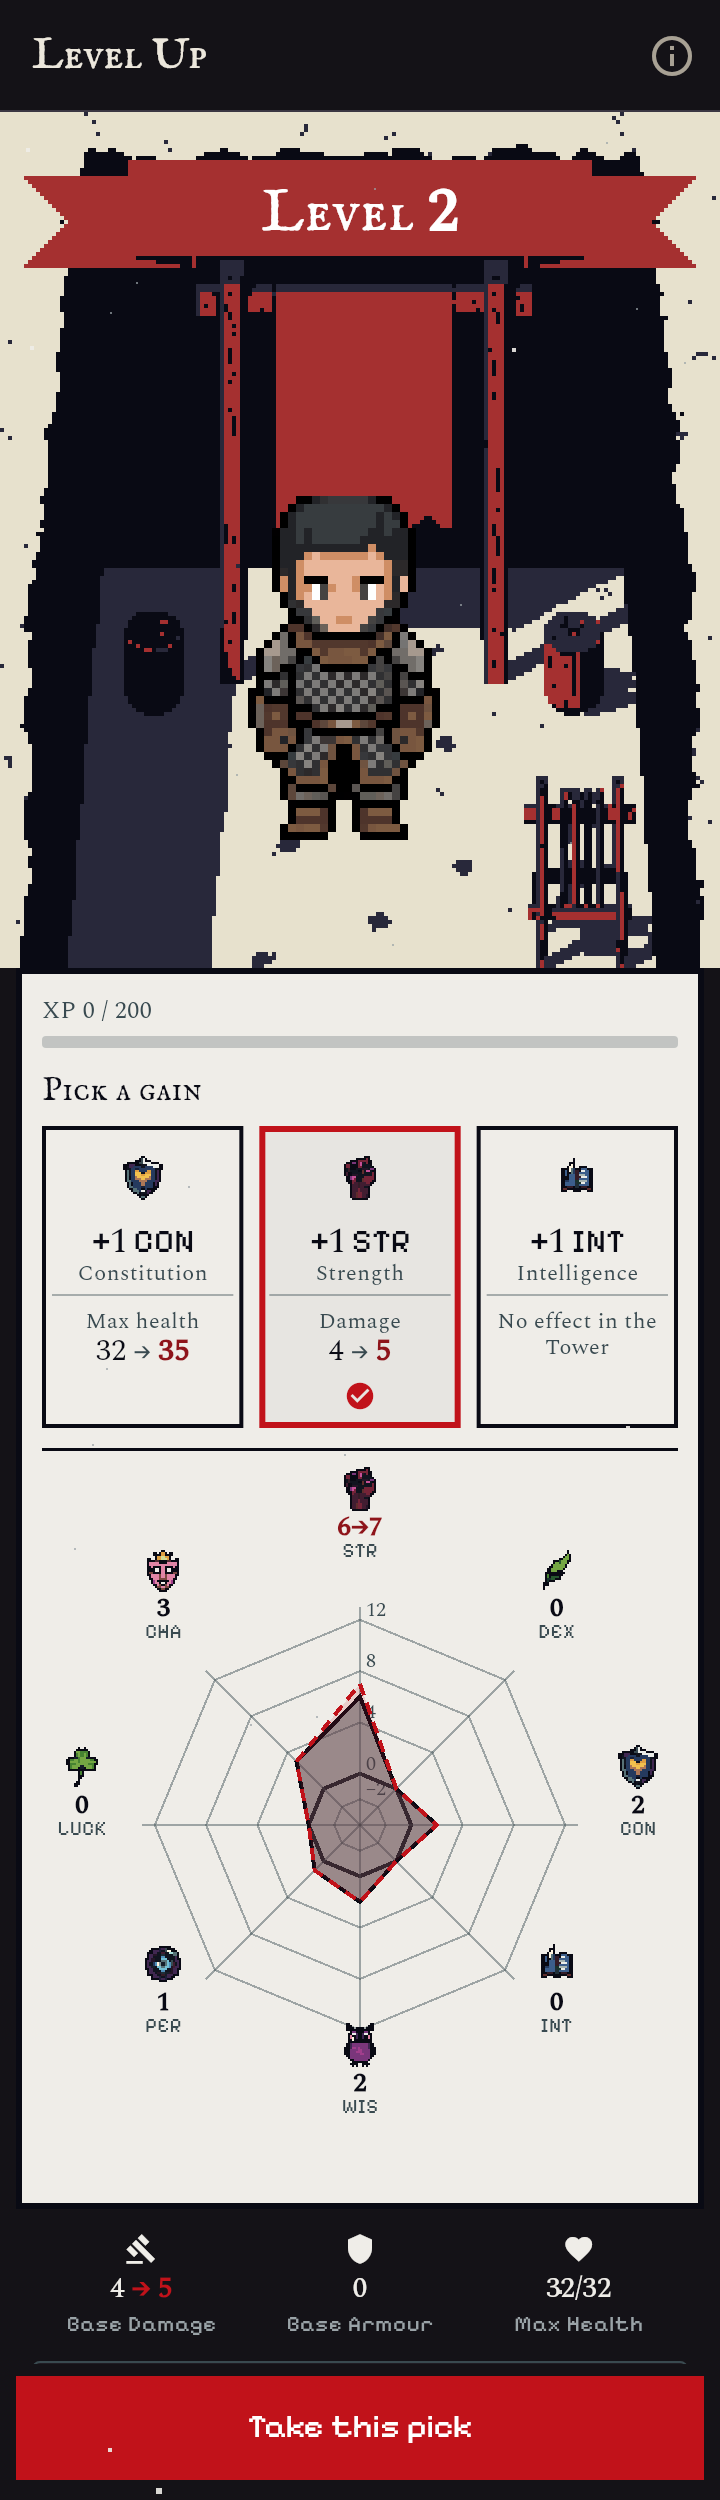 Level Up
Level 2
XP 0 / 200
Pick a gain
+1 CON
Constitution
Max health
32 → 35
+1 STR
Strength
Damage
4 → 5
+1 INT
Intelligence
No effect in the
Tower
6→7
STR
3
CHA
0
DEX
12
8
4
0
-2
0
LUCK
2
CON
1
PER
0
INT
2
WIS
4 → 5
Base Damage
0
Base Armour
32/32
Max Health
Take this pick